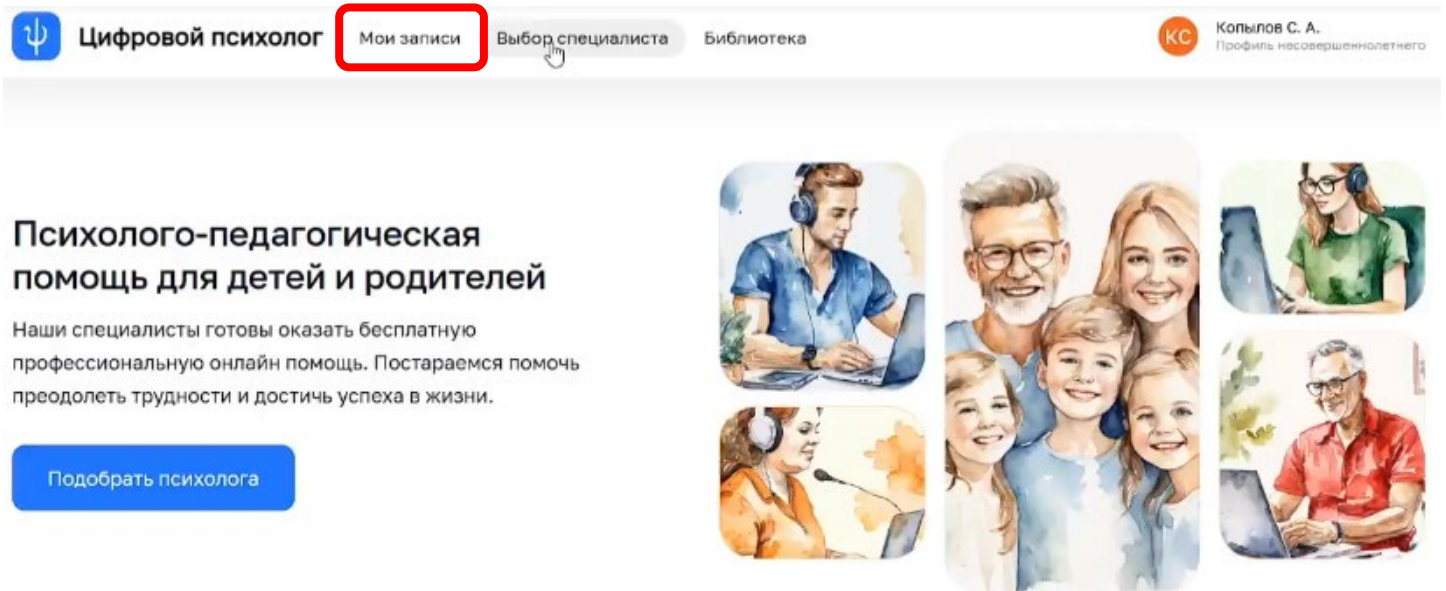 Цифровой психолог Мои записи Выбор специалиста Библиотека КС Копылов С. А.
Профиль несовершеннолетнего
Психолого-педагогическая
помощь для детей и родителей
Наши специалисты готовы оказать бесплатную
профессиональную онлайн помощь. Постараемся помочь
преодолеть трудности и достичь успеха в жизни.
Подобрать психолога